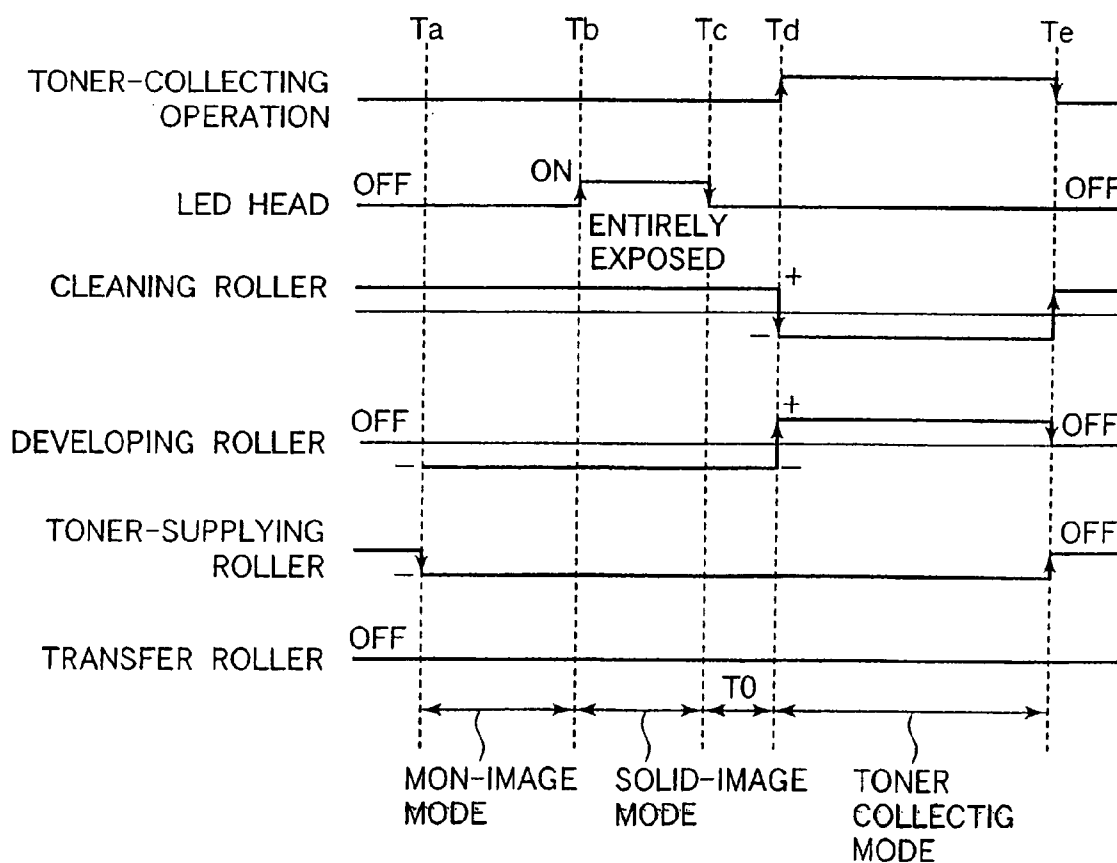 Ta Tb Tc Td Te
TONER-COLLECTING
OPERATION
OFF ON OFF
LED HEAD
ENTIRELY
EXPOSED
CLEANING ROLLER +
−
OFF + OFF
DEVELOPING ROLLER
− −
TONER-SUPPLYING
ROLLER
OFF
−
OFF
TRANSFER ROLLER
T0
MON-IMAGE
MODE
SOLID-IMAGE
MODE
TONER
COLLECTIG
MODE